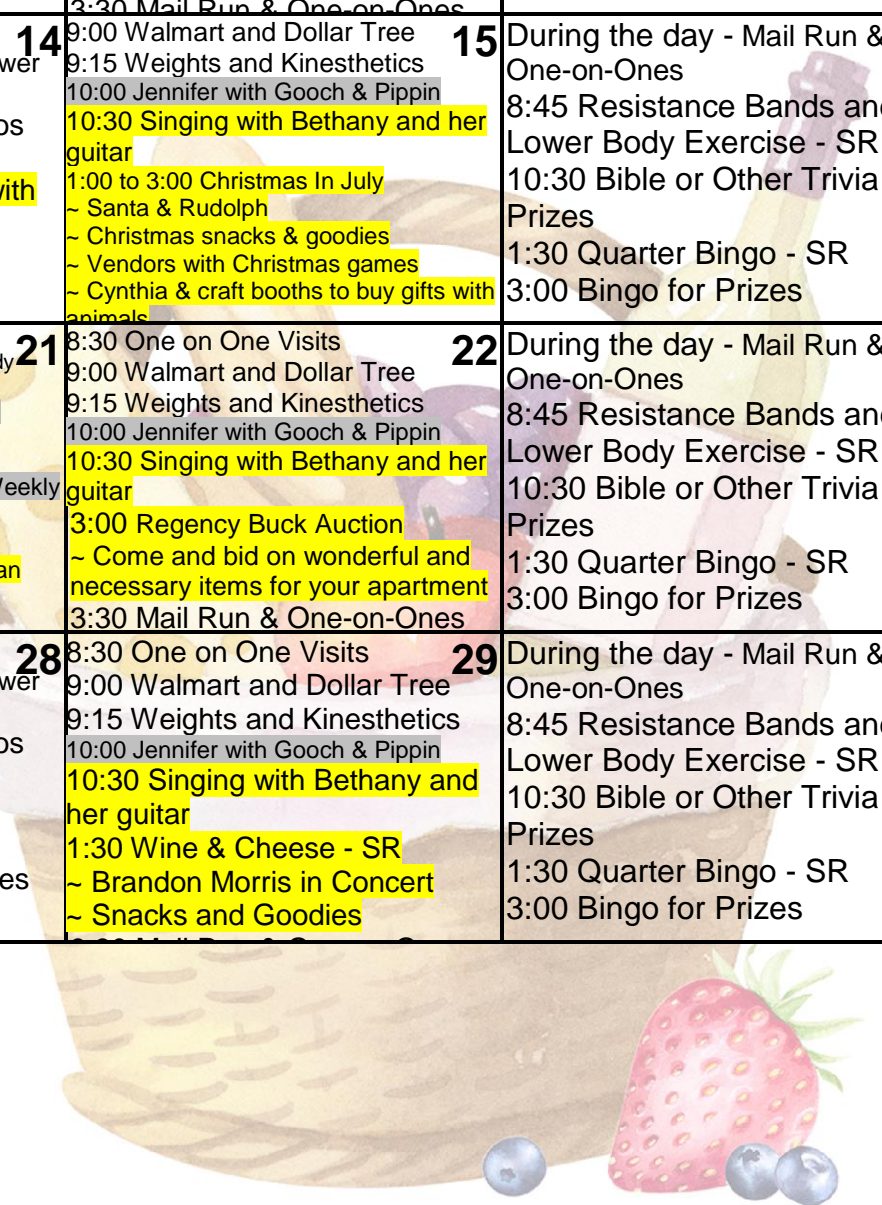 3:30 Mail Run & One-on-Ones
14
wer
os
with
9:00 Walmart and Dollar Tree
15
9:15 Weights and Kinesthetics
10:00 Jennifer with Gooch & Pippin
10:30 Singing with Bethany and her
guitar
1:00 to 3:00 Christmas In July
~ Santa & Rudolph
~ Christmas snacks & goodies
~ Vendors with Christmas games
~ Cynthia & craft booths to buy gifts with
animals
During the day - Mail Run &
One-on-Ones
8:45 Resistance Bands and
Lower Body Exercise - SR
10:30 Bible or Other Trivia
Prizes
1:30 Quarter Bingo - SR
3:00 Bingo for Prizes
dy
21
Weekly
an
8:30 One on One Visits
22
9:00 Walmart and Dollar Tree
9:15 Weights and Kinesthetics
10:00 Jennifer with Gooch & Pippin
10:30 Singing with Bethany and her
guitar
3:00 Regency Buck Auction
~ Come and bid on wonderful and
necessary items for your apartment
3:30 Mail Run & One-on-Ones
During the day - Mail Run &
One-on-Ones
8:45 Resistance Bands and
Lower Body Exercise - SR
10:30 Bible or Other Trivia
Prizes
1:30 Quarter Bingo - SR
3:00 Bingo for Prizes
28
wer
os
es
8:30 One on One Visits
29
9:00 Walmart and Dollar Tree
9:15 Weights and Kinesthetics
10:00 Jennifer with Gooch & Pippin
10:30 Singing with Bethany and
her guitar
1:30 Wine & Cheese - SR
~ Brandon Morris in Concert
~ Snacks and Goodies
During the day - Mail Run &
One-on-Ones
8:45 Resistance Bands and
Lower Body Exercise - SR
10:30 Bible or Other Trivia
Prizes
1:30 Quarter Bingo - SR
3:00 Bingo for Prizes